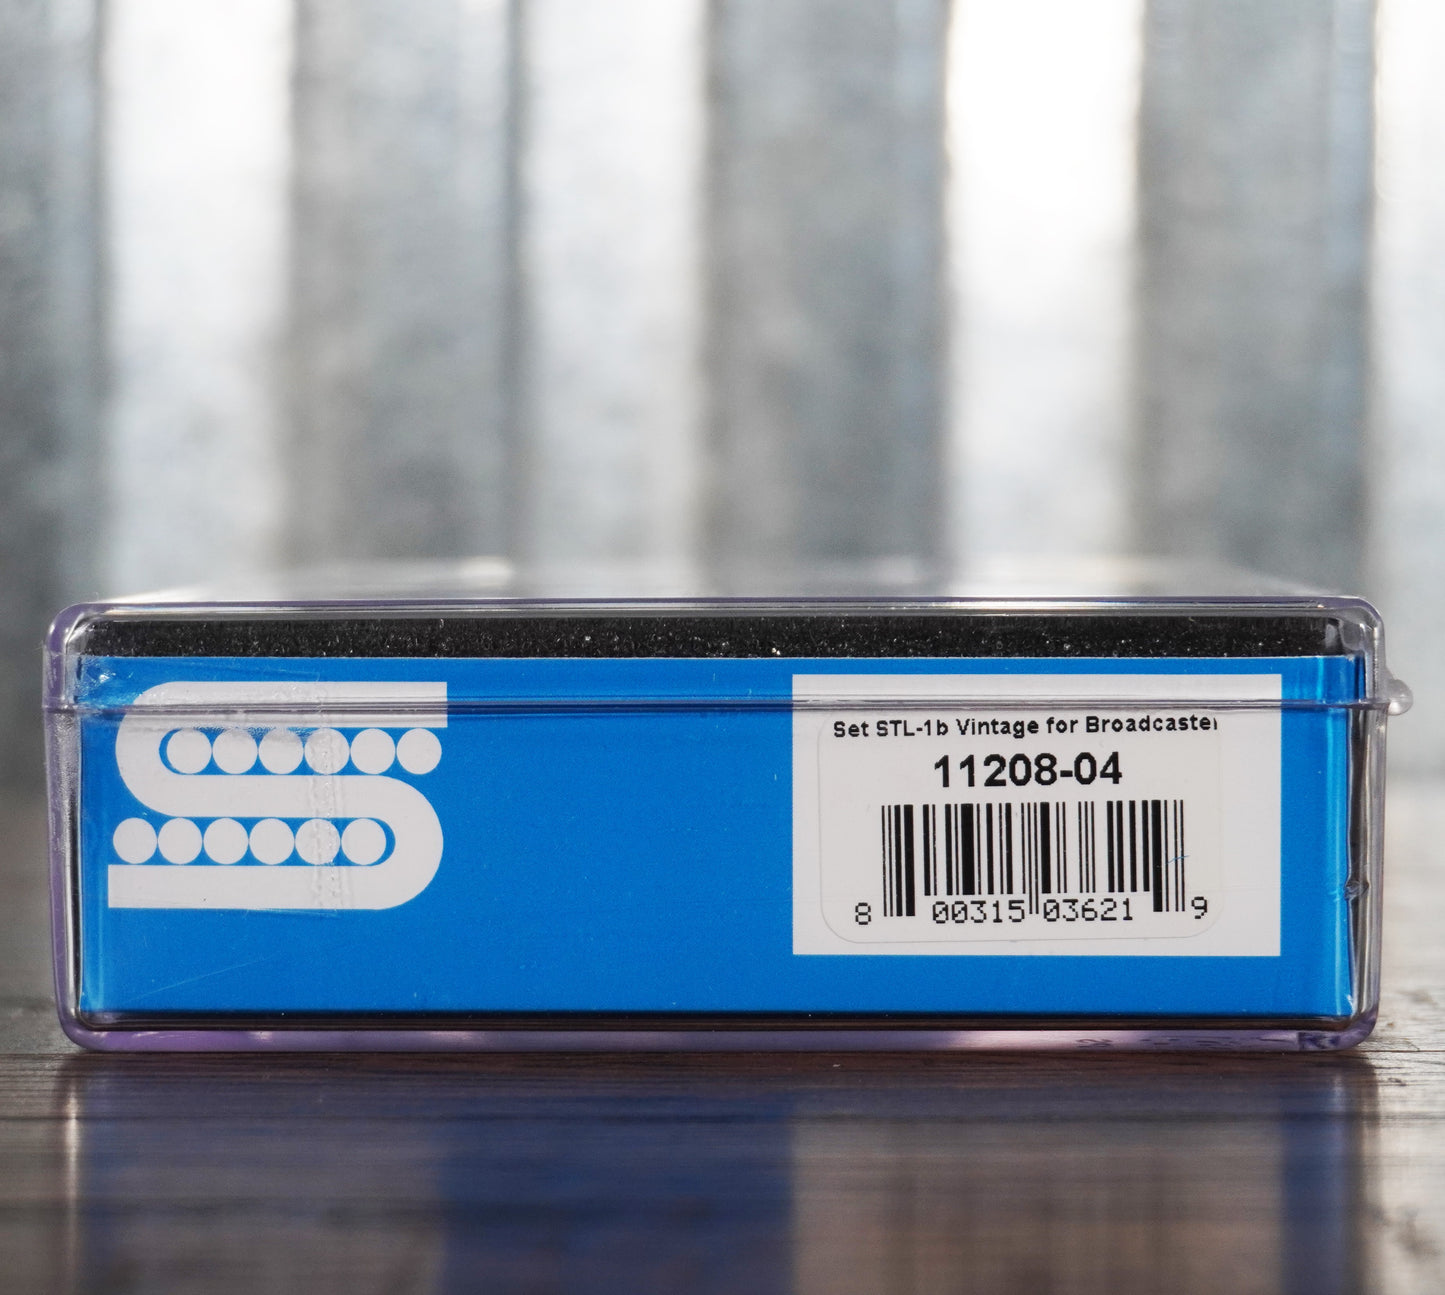 Set STL-1b Vintage for Broadcaster
11208-04
8 00315 03621 9